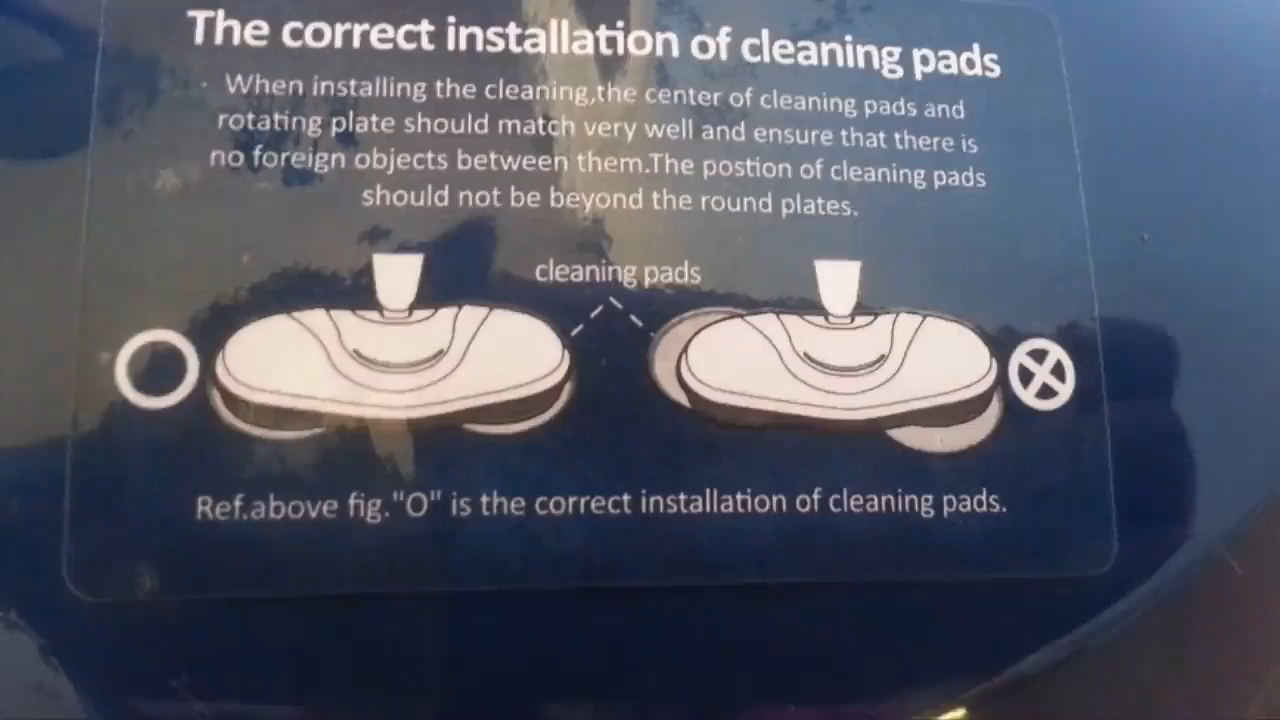 The correct installation of cleaning pads
When installing the cleaning,the center of cleaning pads and
rotating plate should match very well and ensure that there is
no foreign objects between them.The postion of cleaning pads
should not be beyond the round plates.
cleaning pads
Ref.above fig."O" is the correct installation of cleaning pads.